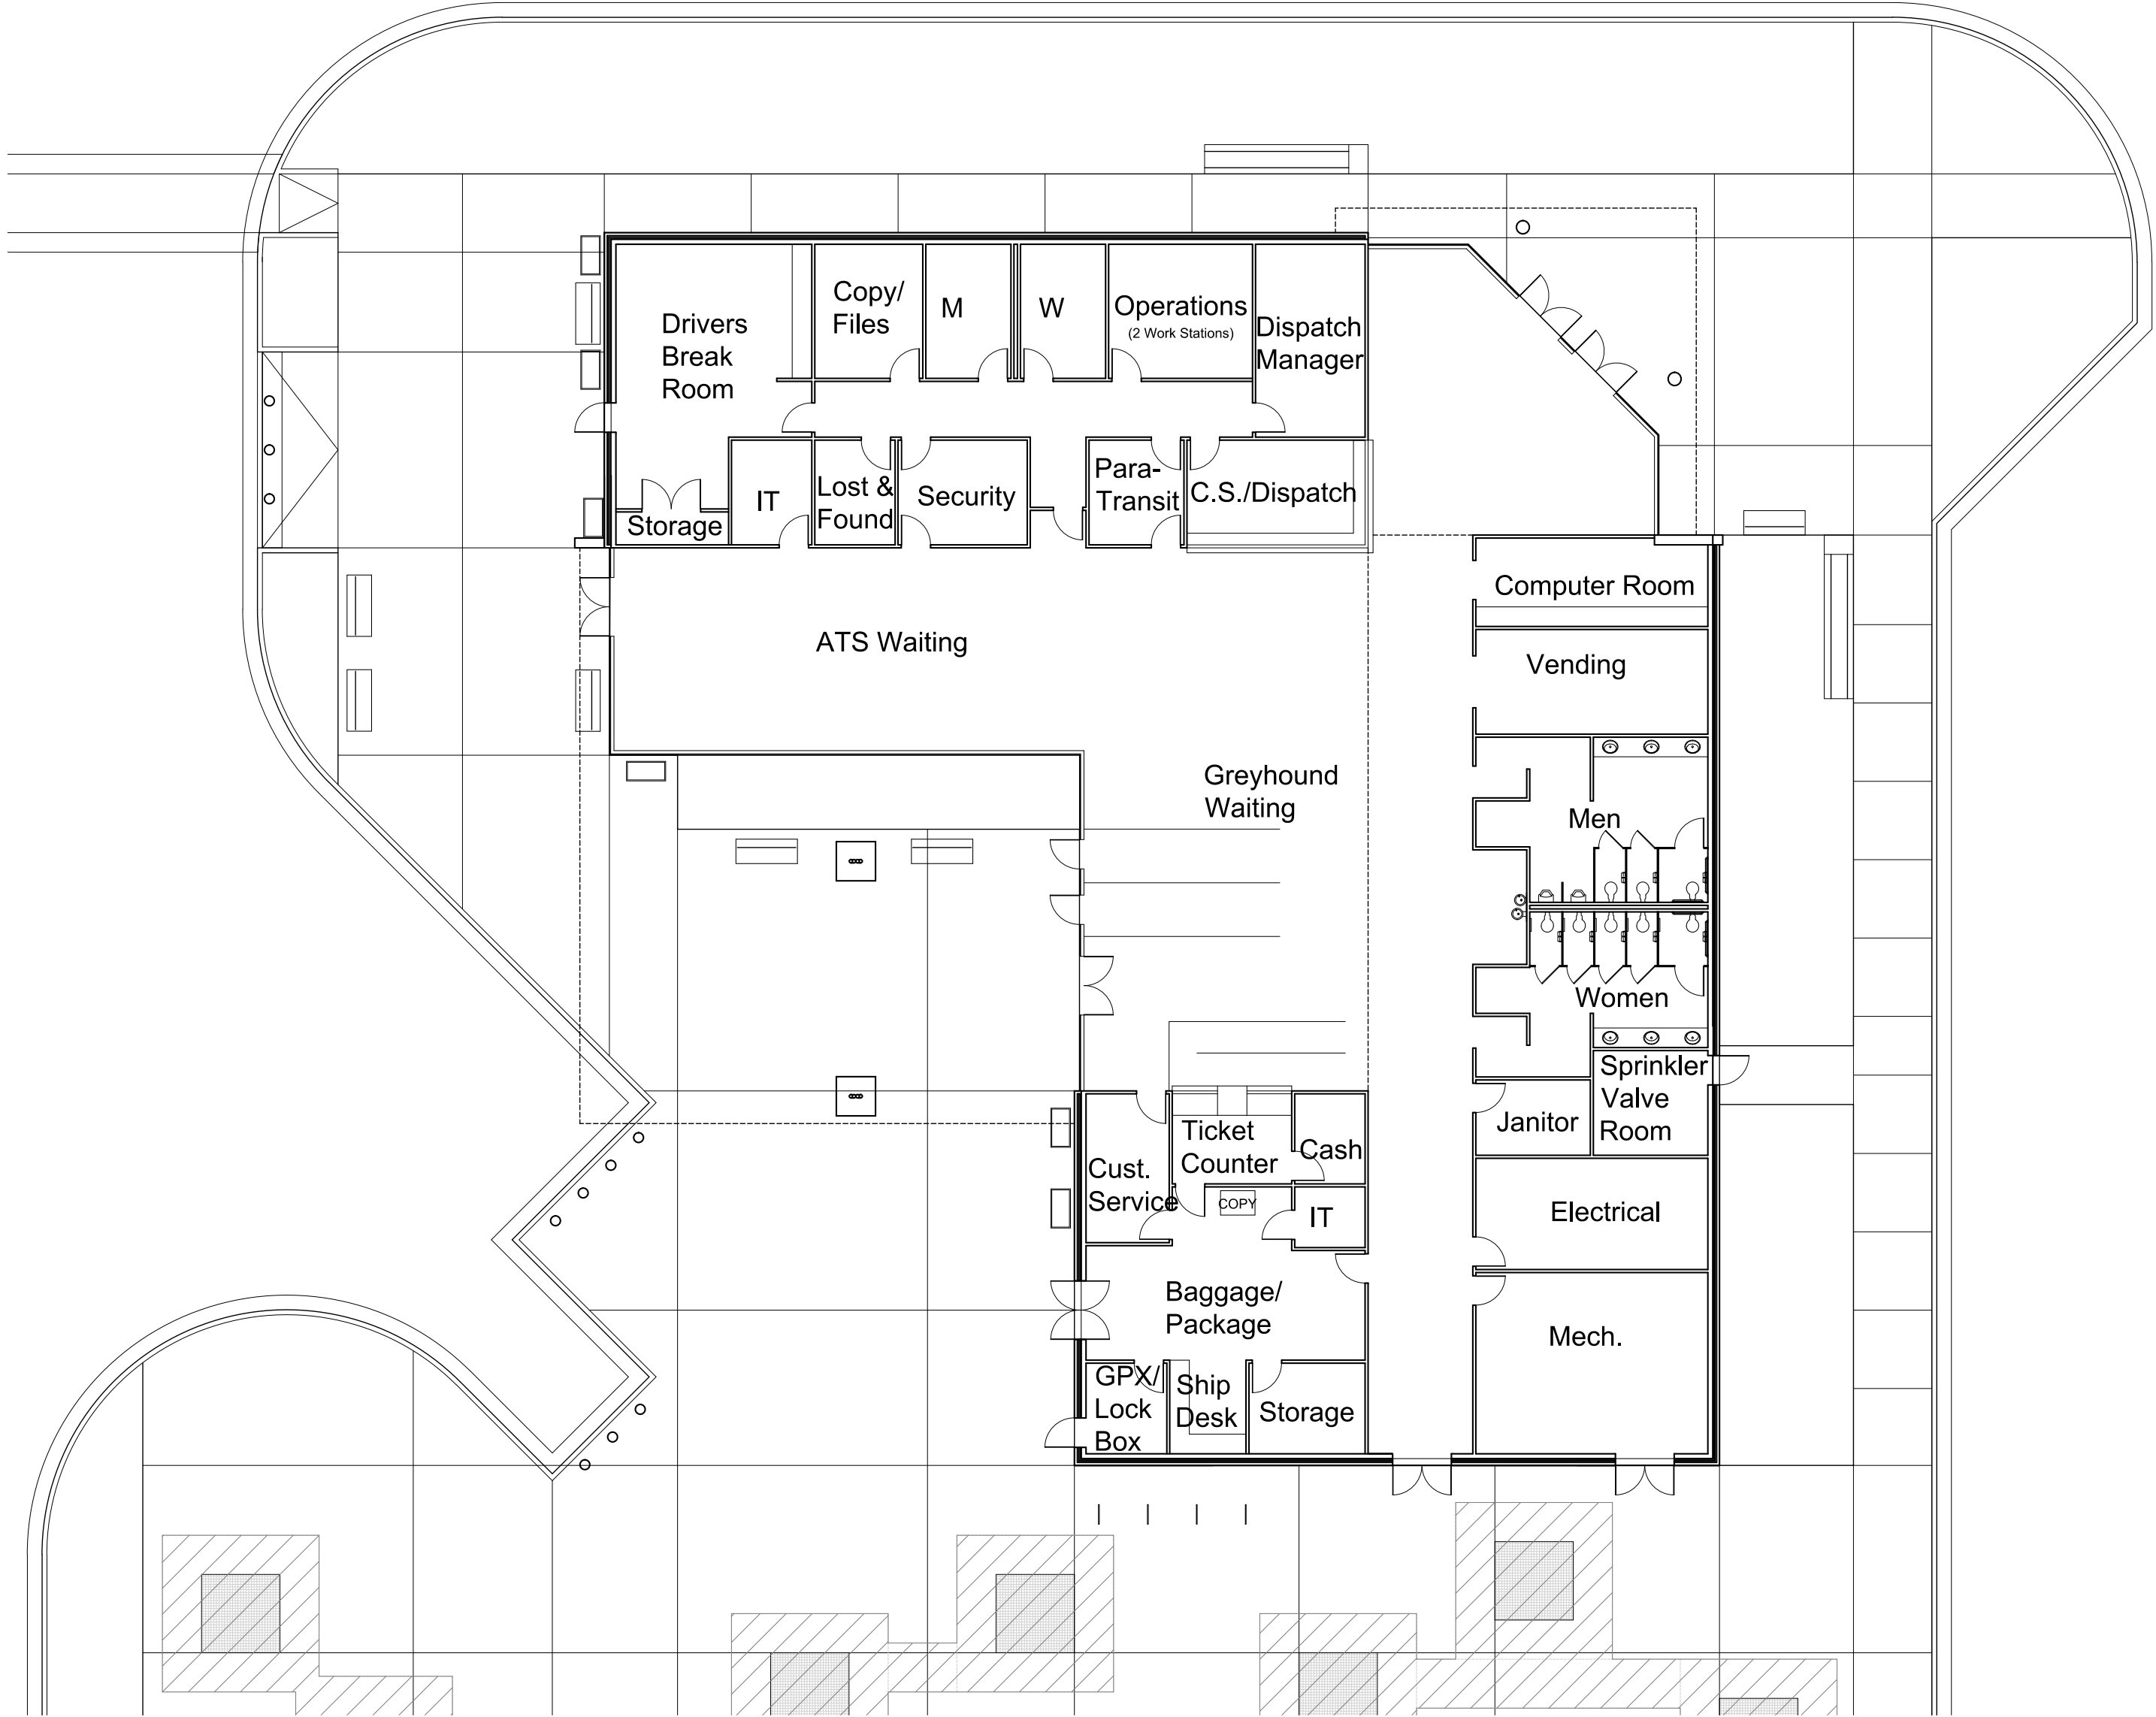 Drivers
Break
Room
Copy/
Files
M
W
Operations
(2 Work Stations)
Dispatch
Manager
Storage
IT
Lost &
Found
Security
Para-
Transit
C.S./Dispatch
ATS Waiting
Computer Room
Vending
Greyhound
Waiting
Men
Women
Sprinkler
Valve
Room
Janitor
Ticket
Counter
Cash
Cust.
Service
COPY
IT
Electrical
Baggage/
Package
Mech.
GPX/
Lock
Box
Ship
Desk
Storage